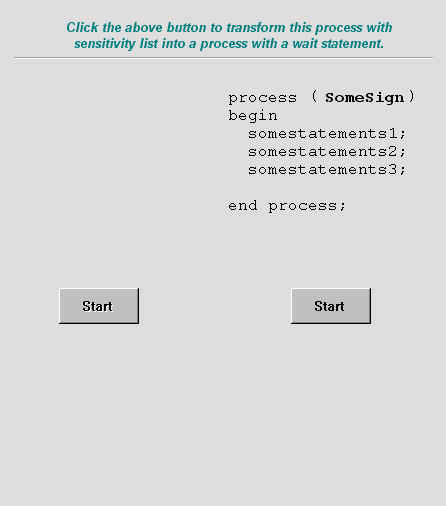 Click the above button to transform this process with
sensitivity list into a process with a wait statement.
process ( SomeSign )
begin
somestatements1;
somestatements2;
somestatements3;
end process;
Start
Start